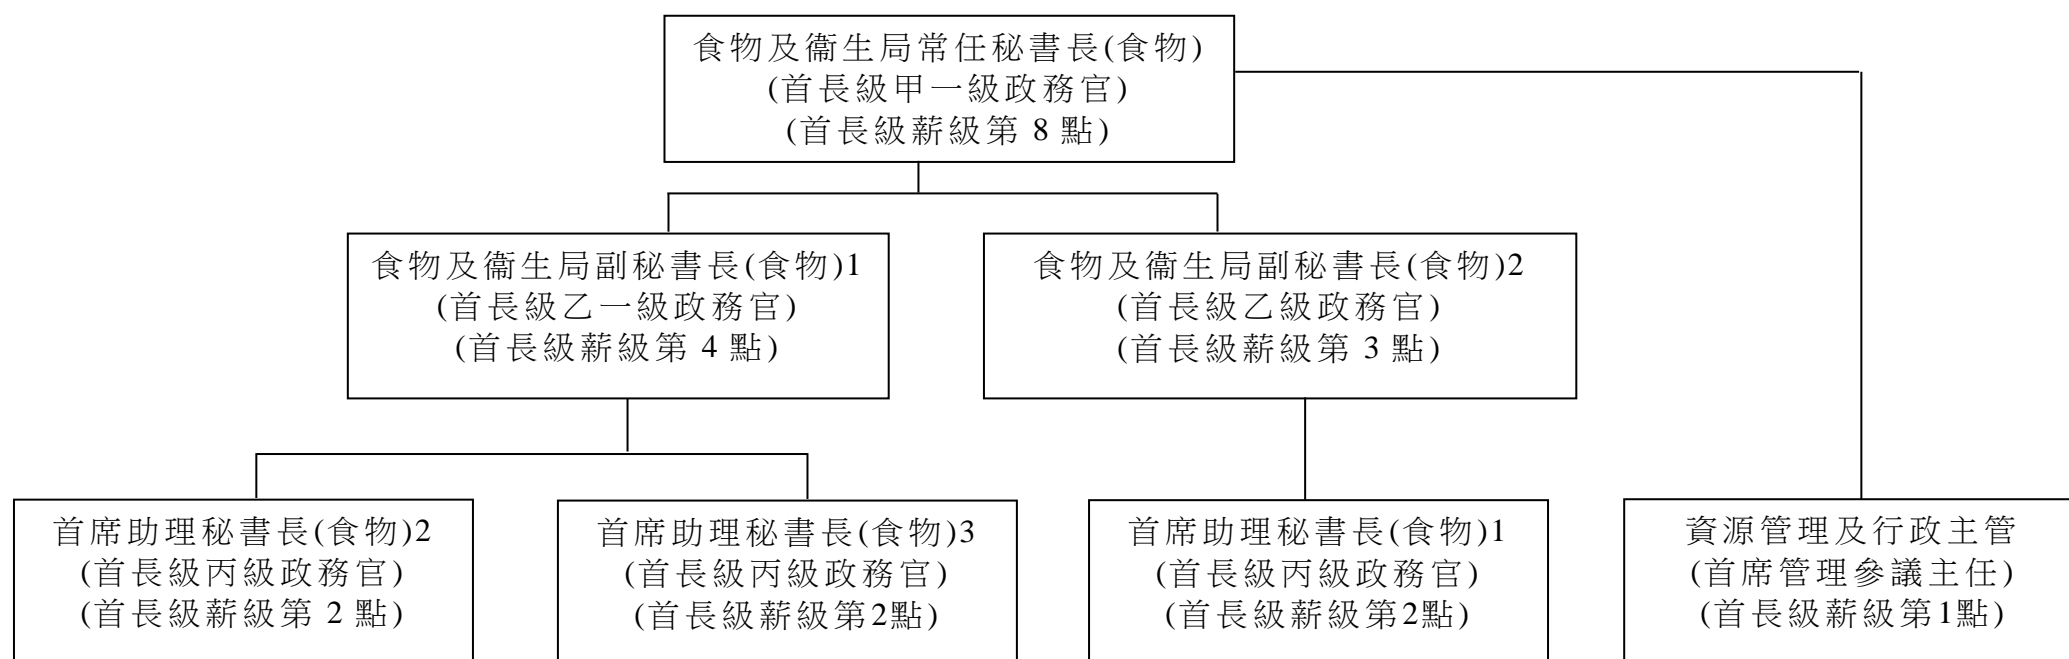 食物及衞生局常任秘書長(食物)
(首長級甲一級政務官)
(首長級薪級第 8 點)
食物及衞生局副秘書長(食物)1
(首長級乙一級政務官)
(首長級薪級第 4 點)
食物及衞生局副秘書長(食物)2
(首長級乙級政務官)
(首長級薪級第 3 點)
首席助理秘書長(食物)2
(首長級丙級政務官)
(首長級薪級第 2 點)
首席助理秘書長(食物)3
(首長級丙級政務官)
(首長級薪級第2點)
首席助理秘書長(食物)1
(首長級丙級政務官)
(首長級薪級第2點)
資源管理及行政主管
(首席管理參議主任)
(首長級薪級第1點)